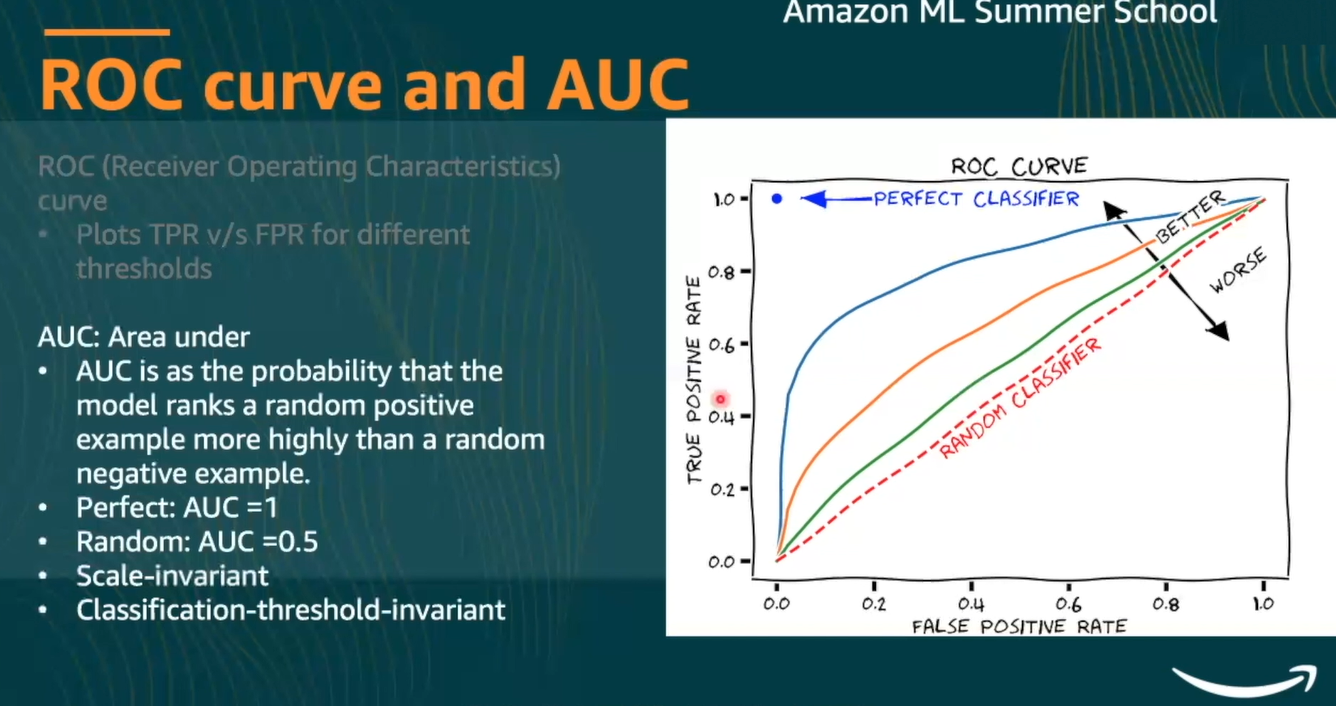 Amazon ML Summer School
ROC curve and AUC
ROC (Receiver Operating Characteristics)
curve
• Plots TPR v/s FPR for different
thresholds
AUC: Area under
• AUC is as the probability that the
model ranks a random positive
example more highly than a random
negative example.
• Perfect: AUC =1
• Random: AUC =0.5
• Scale-invariant
• Classification-threshold-invariant
ROC CURVE
PERFECT CLASSIFIER
BETTER
WORSE
RANDOM CLASSIFIER
TRUE POSITIVE RATE
1.0
0.8
0.6
0.4
0.2
0.0
0.0 0.2 0.4 0.6 0.8 1.0
FALSE POSITIVE RATE